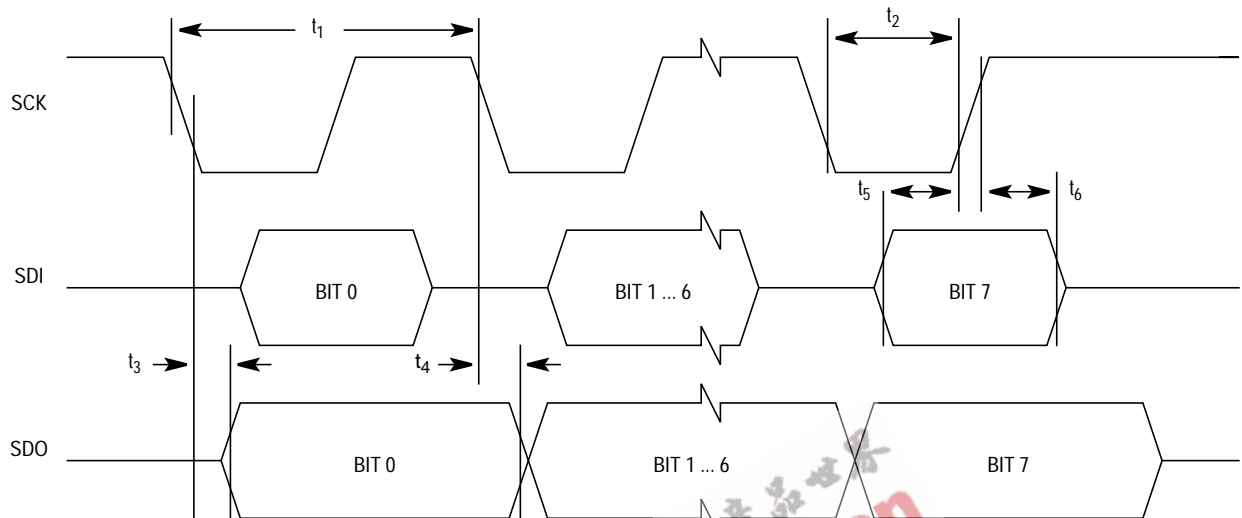 t1
t2
SCK
t5
t6
SDI
BIT 0
BIT 1 ... 6
BIT 7
t3
t4
SDO
BIT 0
BIT 1 ... 6
BIT 7